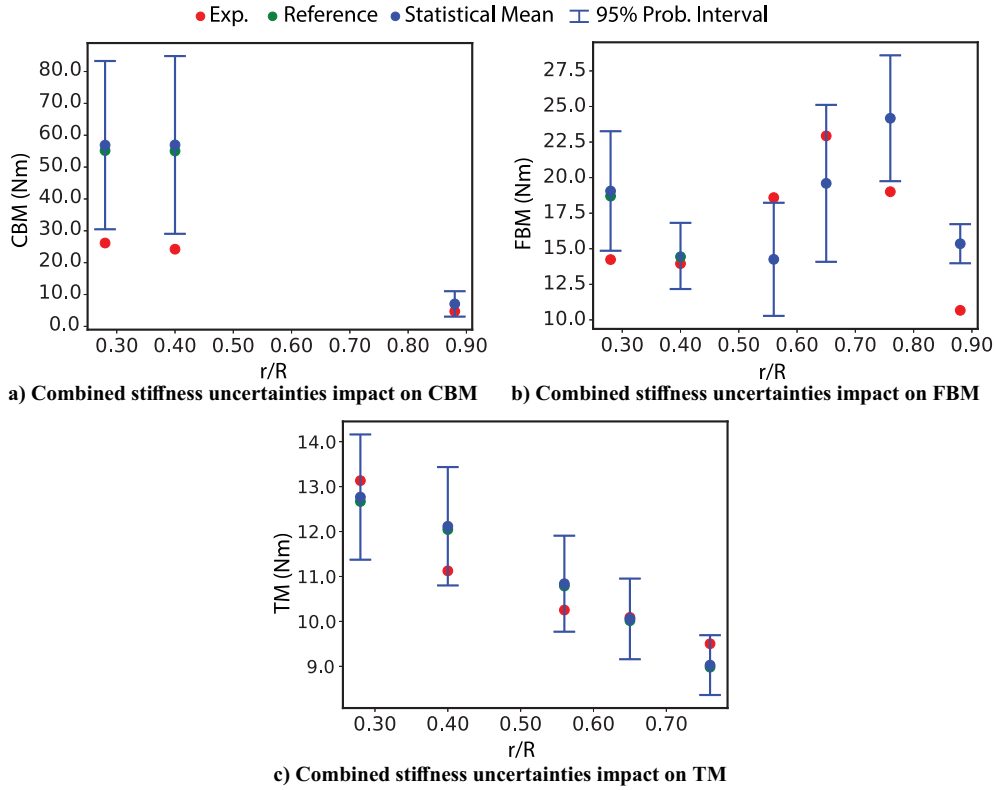 Exp. Reference Statistical Mean 95% Prob. Interval
80.0
70.0
60.0
50.0
40.0
30.0
20.0
10.0
0.0
CBM (Nm)
0.30 0.40 0.50 0.60 0.70 0.80 0.90
r/R
a) Combined stiffness uncertainties impact on CBM
27.5
25.0
22.5
20.0
17.5
15.0
12.5
10.0
FBM (Nm)
0.30 0.40 0.50 0.60 0.70 0.80 0.90
r/R
b) Combined stiffness uncertainties impact on FBM
14.0
13.0
12.0
11.0
10.0
9.0
TM (Nm)
0.30 0.40 0.50 0.60 0.70
r/R
c) Combined stiffness uncertainties impact on TM